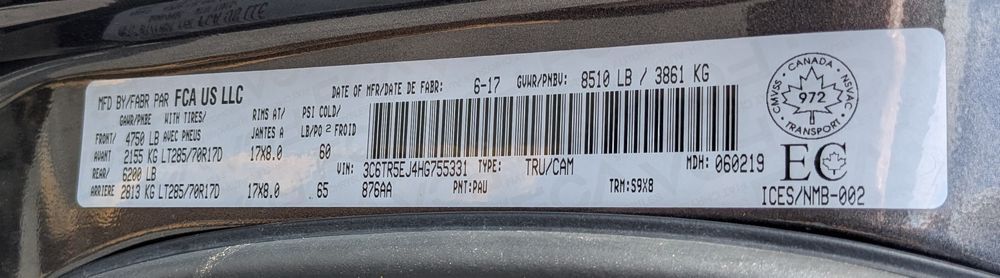 MFD BY/FABR PAR FCA US LLC
DATE OF MFR/DATE DE FABR: 6-17 GVWR/PNBV: 8510 LB / 3861 KG
GAWR/PNBE WITH TIRES/ RIMS/ PSI COLD/
AVEC PNEUS JANTES A LB/PO2 FROID
FRONT/ 4750 LB
AVANT 2155 KG LT285/70R17D 17X8.0 60
REAR/ 6200 LB
ARRIERE 2813 KG LT285/70R17D 17X8.0 65
VIN: 3C6TR5EJ4HG755331 TYPE: TRU/CAM MDH: 060219
876AA PNT: PAU TRM: S9X8
CANADA
CMVSS NSVAC
972
TRANSPORT
EC
ICES/NMB-002